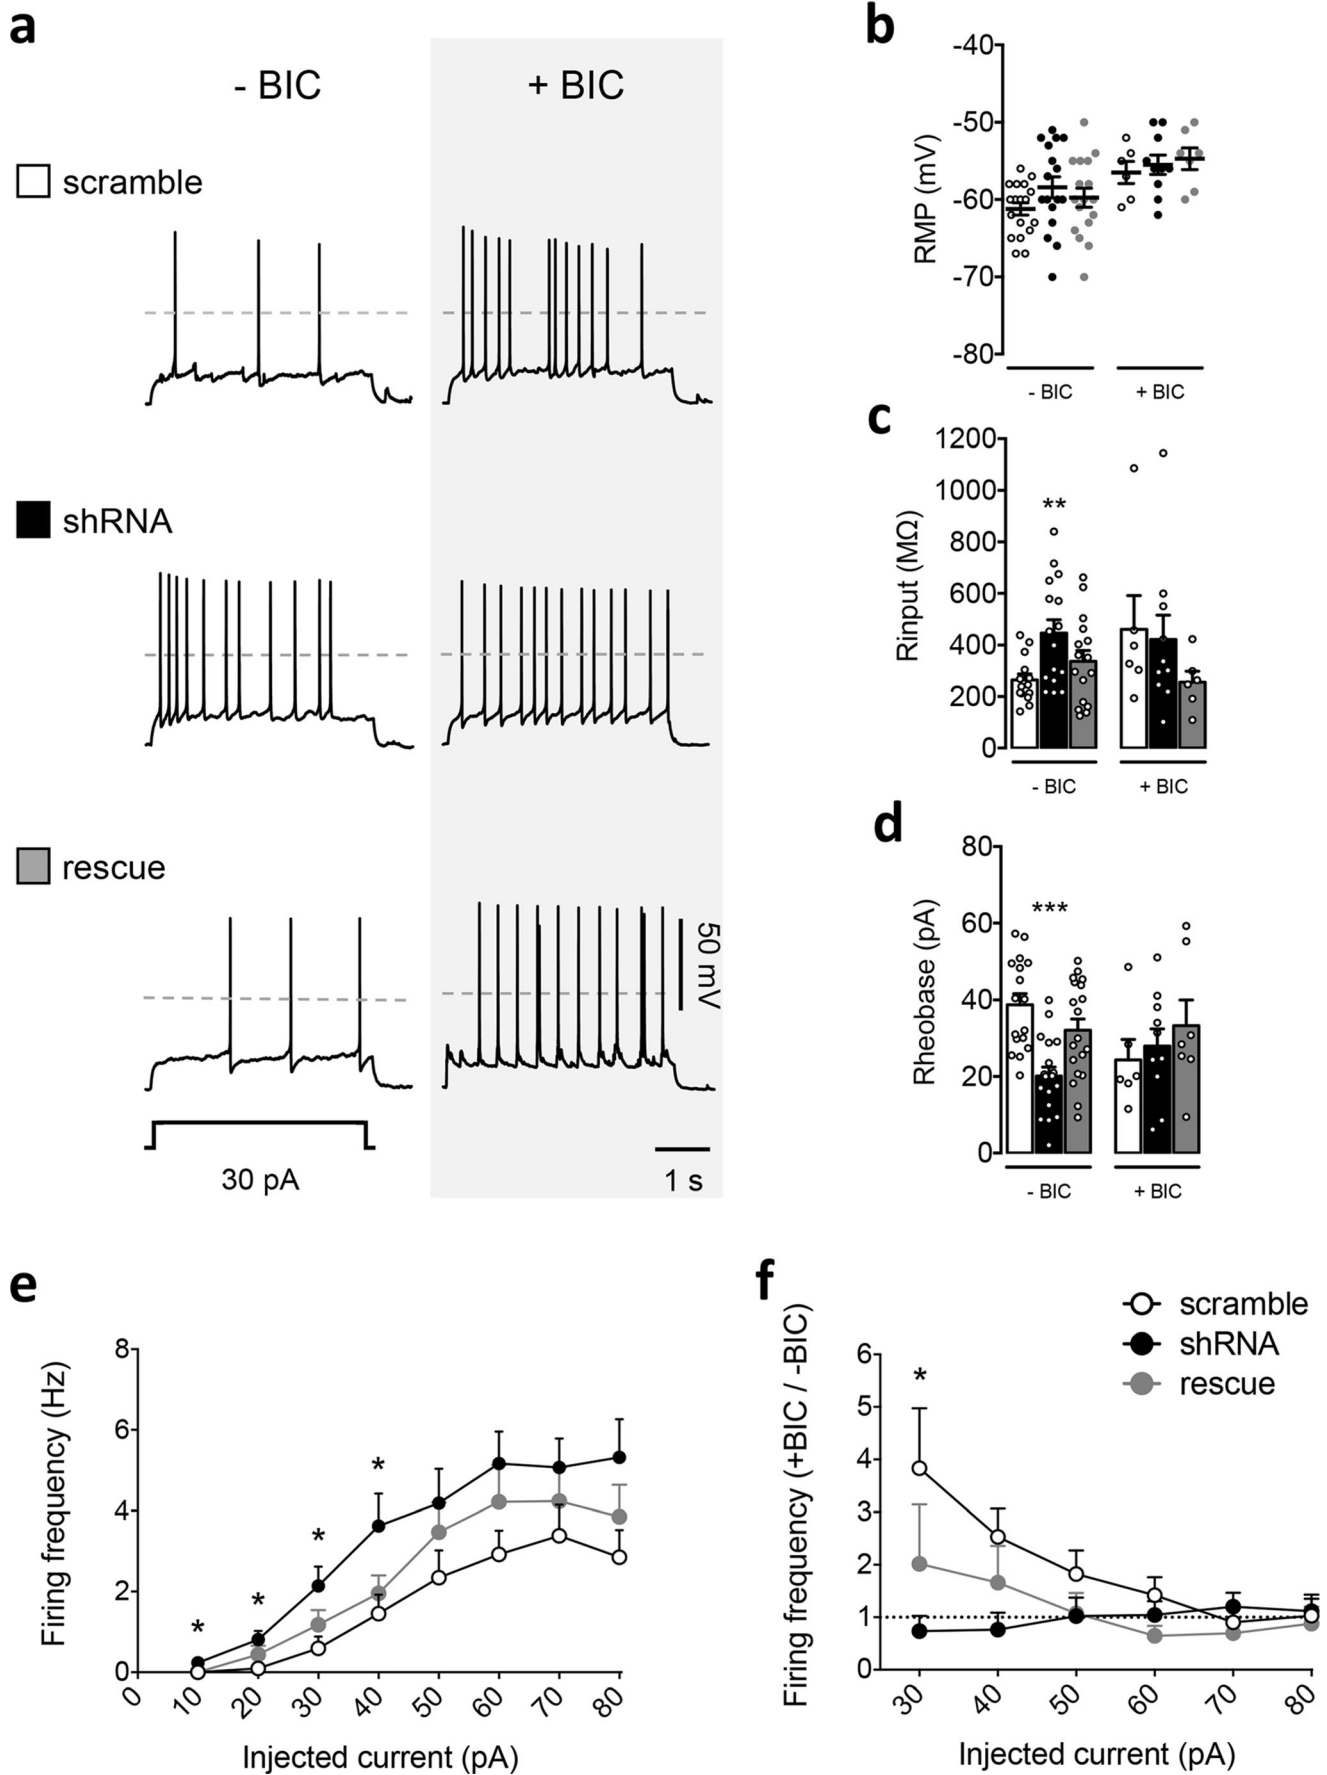 a
- BIC
+ BIC
scramble
shRNA
rescue
50 mV
30 pA
1 s
b
RMP (mV)
-40
-50
-60
-70
-80
- BIC
+ BIC
c
Rinput (MΩ)
1200
1000
800
600
400
200
0
**
- BIC
+ BIC
d
Rheobase (pA)
80
60
40
20
0
***
- BIC
+ BIC
e
Firing frequency (Hz)
8
6
4
2
0
* * * *
0 10 20 30 40 50 60 70 80
Injected current (pA)
f
Firing frequency (+BIC / -BIC)
6
5
4
3
2
1
0
*
scramble
shRNA
rescue
30 40 50 60 70 80
Injected current (pA)